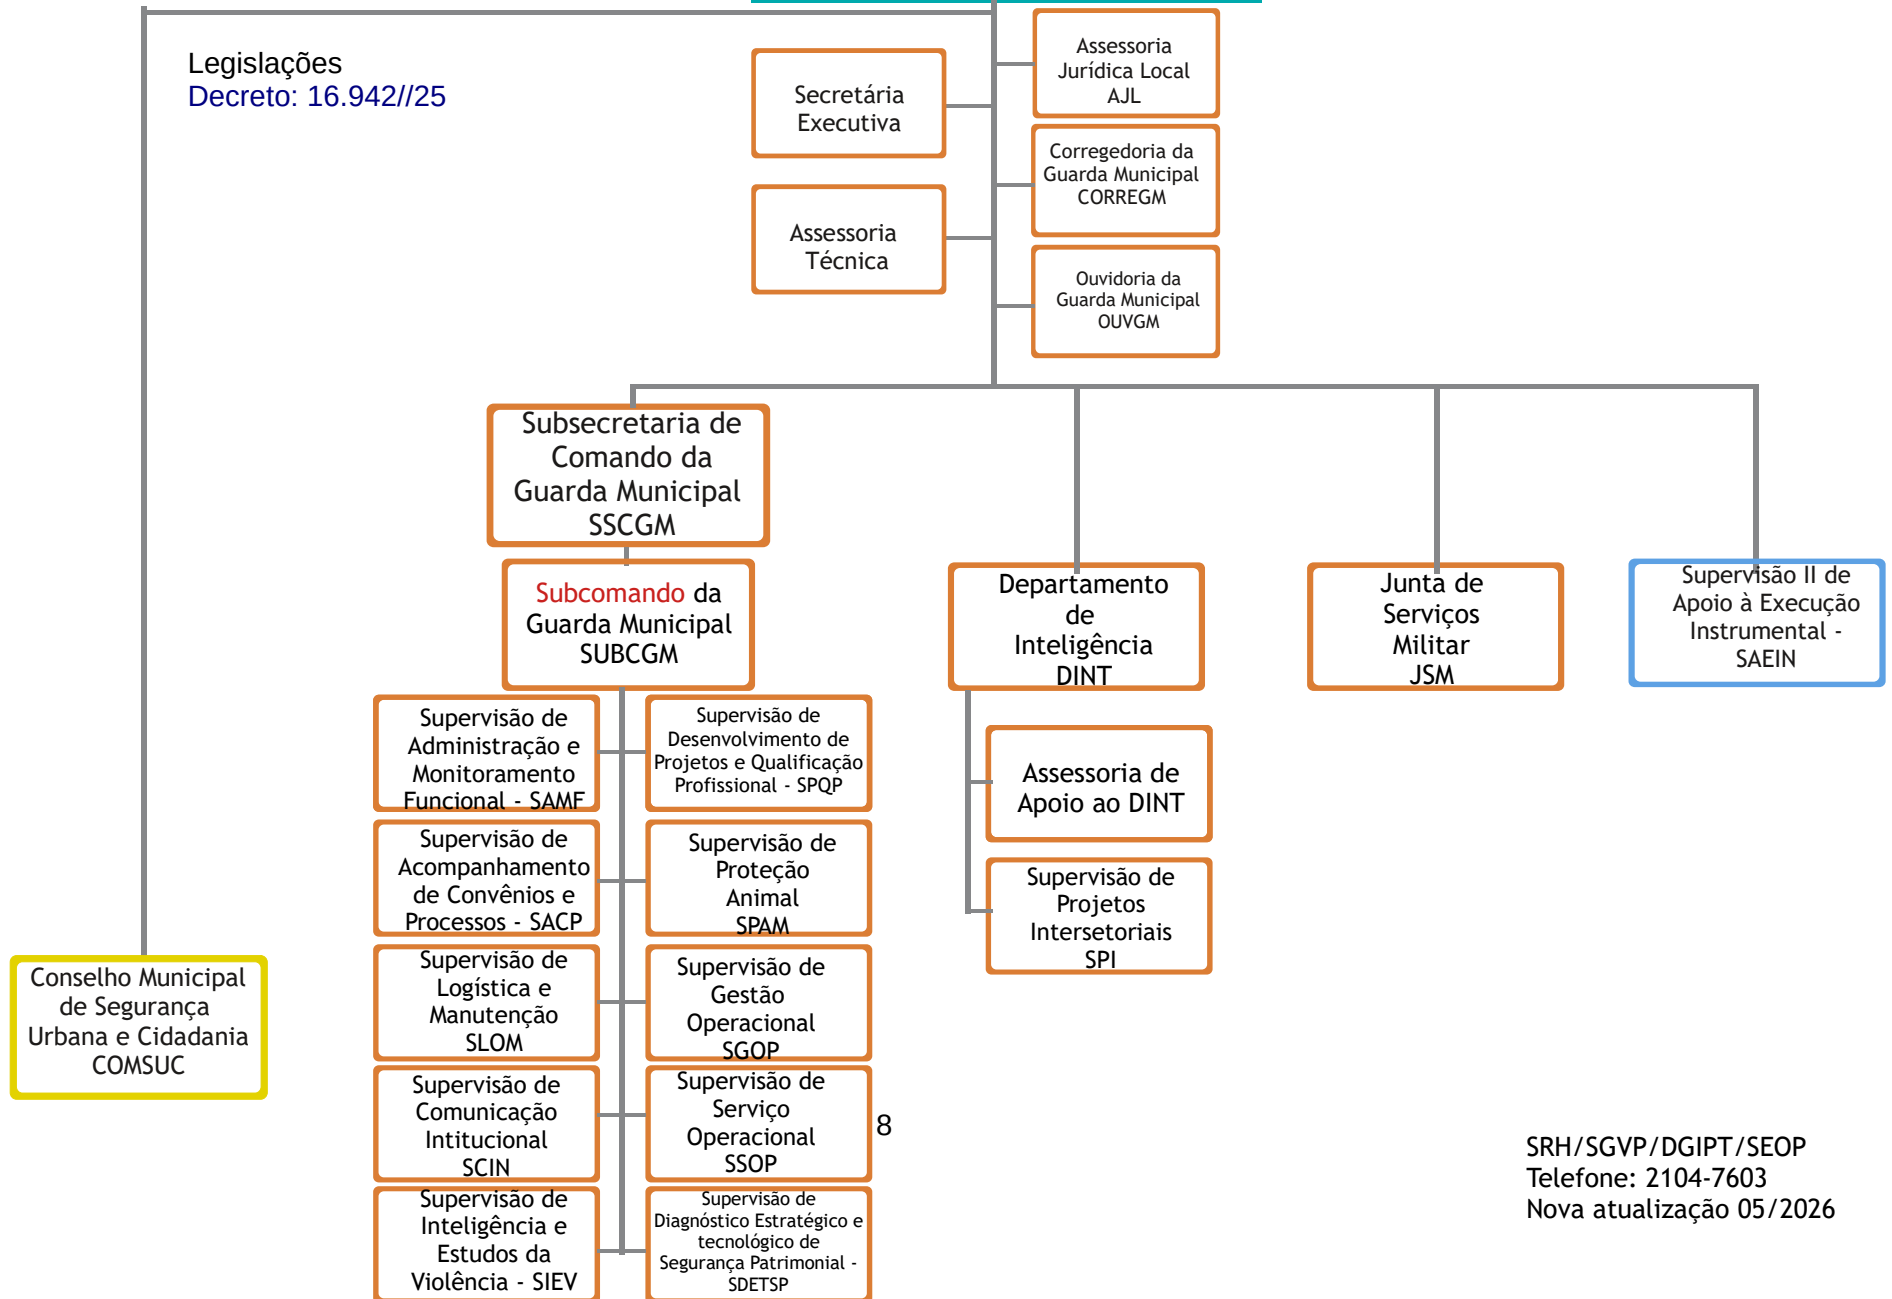 Legislações
Decreto: 16.942//25
Secretária
Executiva
Assessoria
Jurídica Local
AJL
Corregedoria da
Guarda Municipal
CORREGM
Assessoria
Técnica
Ouvidoria da
Guarda Municipal
OUVGM
Subsecretaria de
Comando da
Guarda Municipal
SSCGM
Subcomando da
Guarda Municipal
SUBCGM
Departamento
de
Inteligência
DINT
Junta de
Serviços
Militar
JSM
Supervisão II de
Apoio à Execução
Instrumental -
SAEIN
Supervisão de
Administração e
Monitoramento
Funcional - SAMF
Supervisão de
Desenvolvimento de
Projetos e Qualificação
Profissional - SPQP
Assessoria de
Apoio ao DINT
Supervisão de
Acompanhamento
de Convênios e
Processos - SACP
Supervisão de
Proteção
Animal
SPAM
Supervisão de
Projetos
Intersetoriais
SPI
Supervisão de
Logística e
Manutenção
SLOM
Supervisão de
Gestão
Operacional
SGOP
Conselho Municipal
de Segurança
Urbana e Cidadania
COMSUC
Supervisão de
Comunicação
Intitucional
SCIN
Supervisão de
Serviço
Operacional
SSOP
8
Supervisão de
Inteligência e
Estudos da
Violência - SIEV
Supervisão de
Diagnóstico Estratégico e
tecnológico de
Segurança Patrimonial -
SDETSP
SRH/SGVP/DGIPT/SEOP
Telefone: 2104-7603
Nova atualização 05/2026